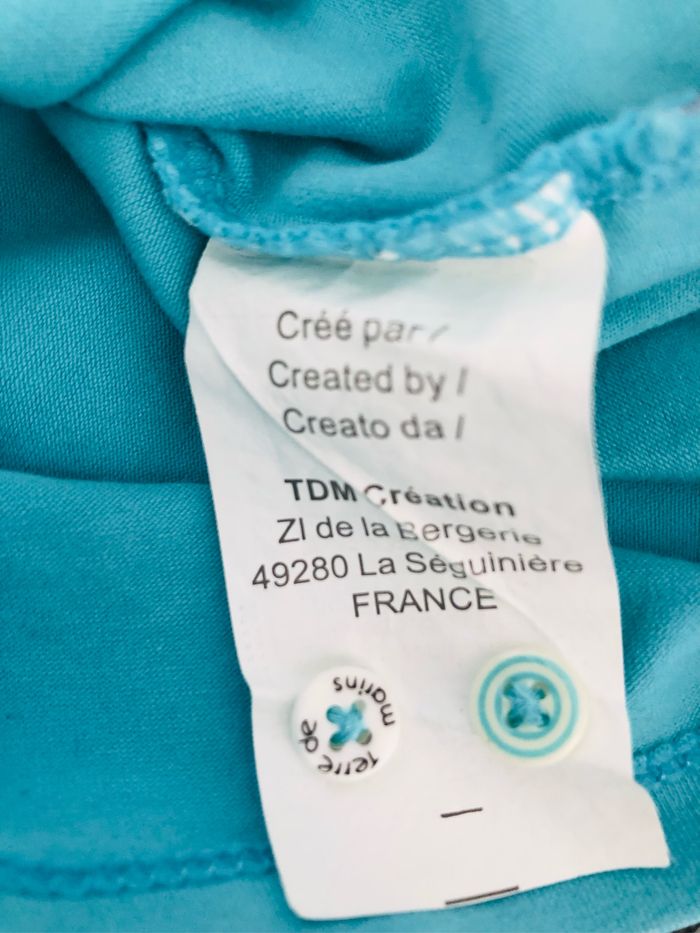 Créé par /
Created by /
Creato da /
TDM Création
ZI de la Bergerie
49280 La Séguinière
FRANCE
terre de
marins